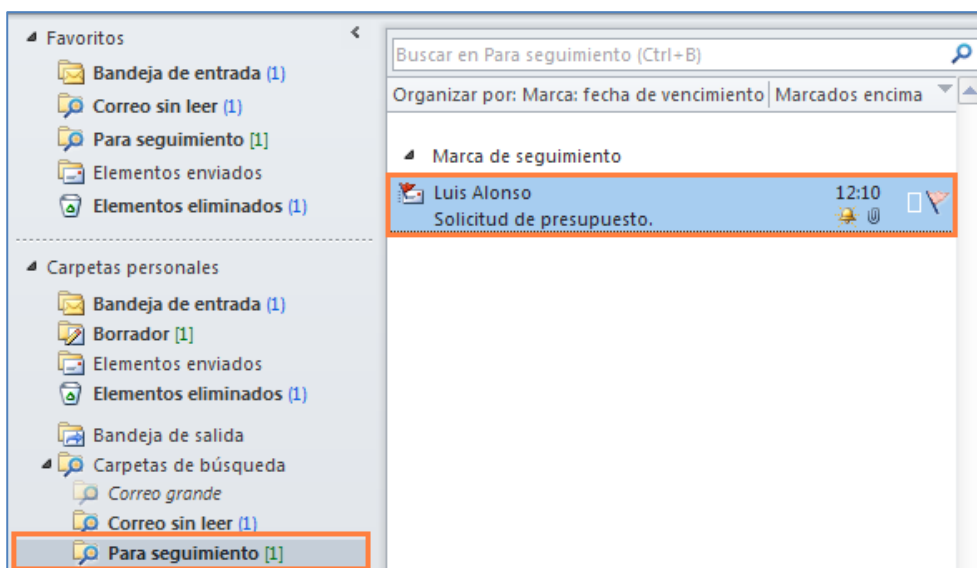 Favoritos
Bandeja de entrada (1)
Correo sin leer (1)
Para seguimiento [1]
Elementos enviados
Elementos eliminados (1)
Carpetas personales
Bandeja de entrada (1)
Borrador [1]
Elementos enviados
Elementos eliminados (1)
Bandeja de salida
Carpetas de búsqueda
Correo grande
Correo sin leer (1)
Para seguimiento [1]
Buscar en Para seguimiento (Ctrl+B)
Organizar por: Marca: fecha de vencimiento Marcados encima
Marca de seguimiento
Luis Alonso 12:10
Solicitud de presupuesto.